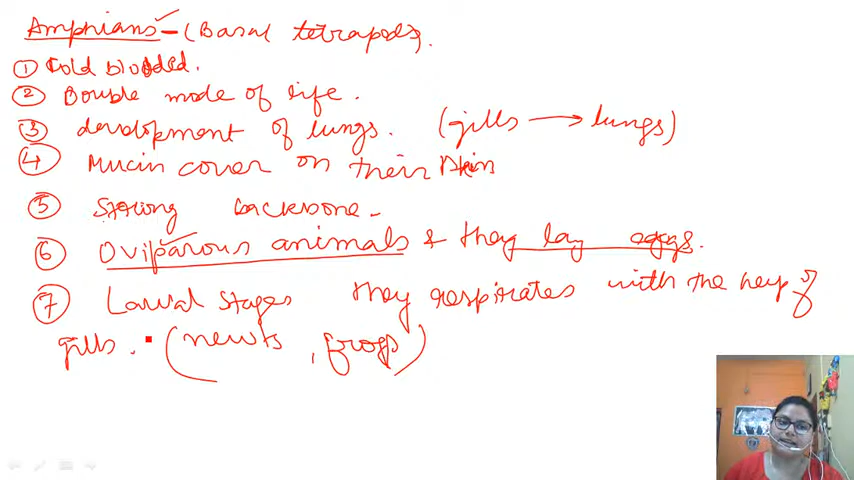 Amphians - (Basal tetrapods).
① Cold blooded.
② Double mode of life.
③ development of lungs. (gills → lungs)
④ Mucin cover on their skin
⑤ Strong backbone.
⑥ Oviparous animals & they lay eggs.
⑦ Larval stages they respirates with the help of
gills. (newts, frogs)